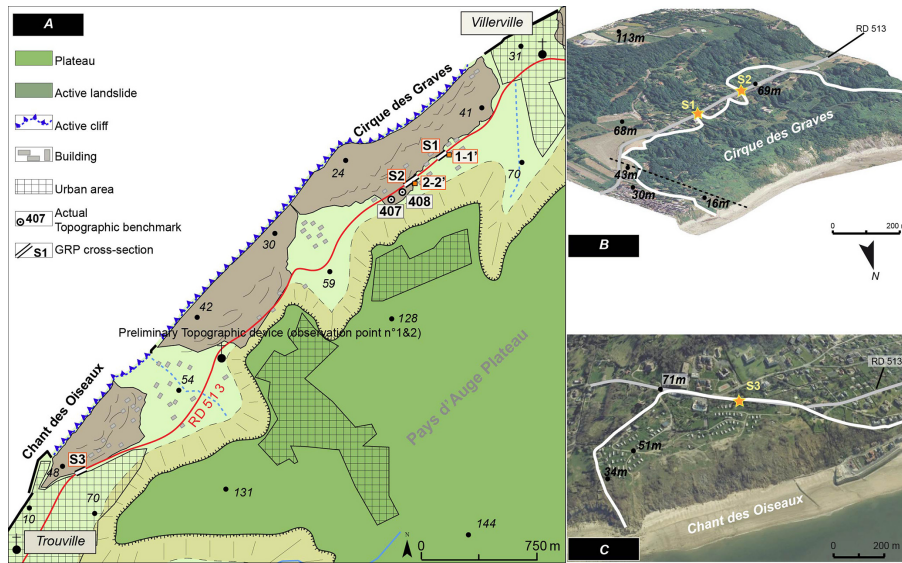 A
Plateau
Active landslide
Active cliff
Building
Urban area
407 Actual
Topographic benchmark
S1 GRP cross-section
Villerville
31
Cirque des Graves
41
24
S1
1-1'
S2
2-2'
70
407
408
30
59
42
128
Preliminary Topographic device (observation point n°1&2)
54
RD 513
Pays d'Auge Plateau
Chant des Oiseaux
S3
48
70
10
131
144
Trouville
N
0 750 m
113m
RD 513
S2
69m
S1
68m
Cirque des Graves
43m
30m
16m
0 200 m
B
N
RD 513
71m
S3
51m
34m
Chant des Oiseaux
C
0 200 m